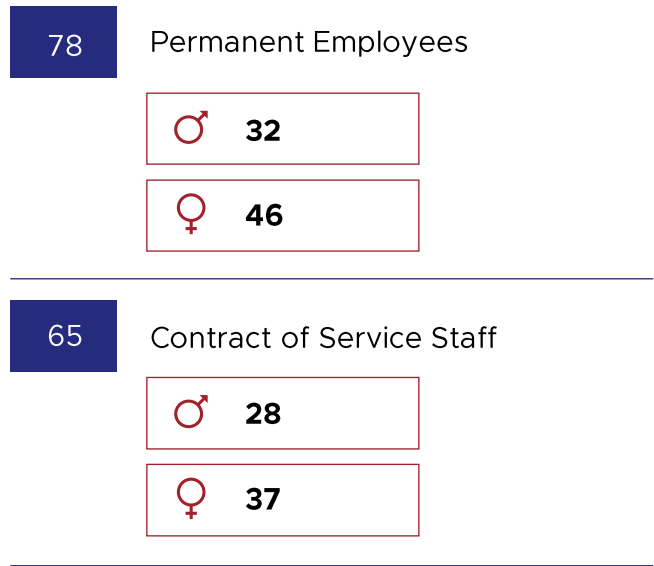 78 Permanent Employees
♂ 32
♀ 46
65 Contract of Service Staff
♂ 28
♀ 37